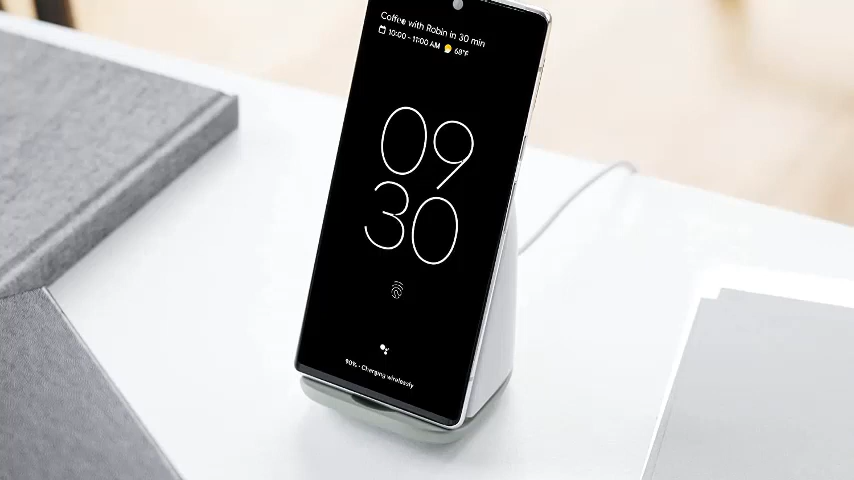 Coffee with Robin in 30 min
10:00 - 11:00 AM 68°F
09
30
90% · Charging wirelessly